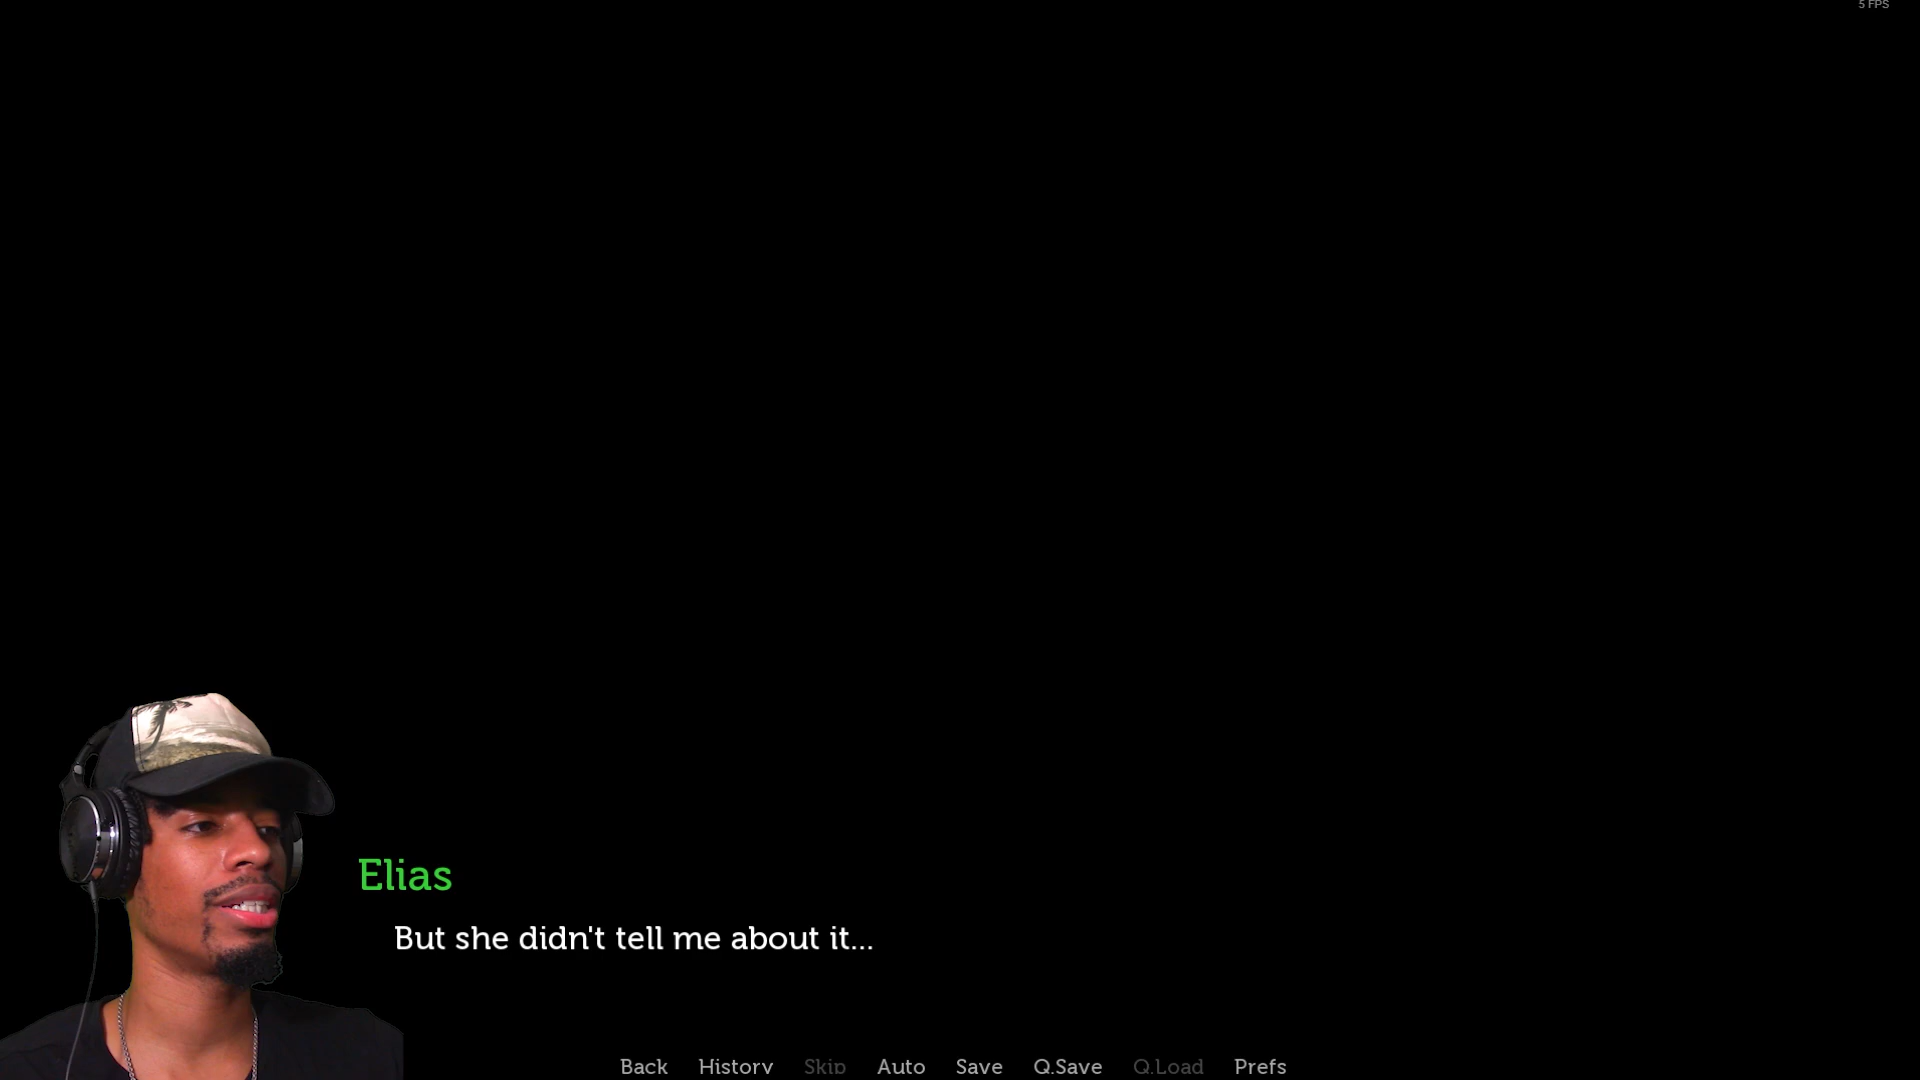 5 FPS
Elias
But she didn't tell me about it...
Back History Skip Auto Save Q.Save Q.Load Prefs